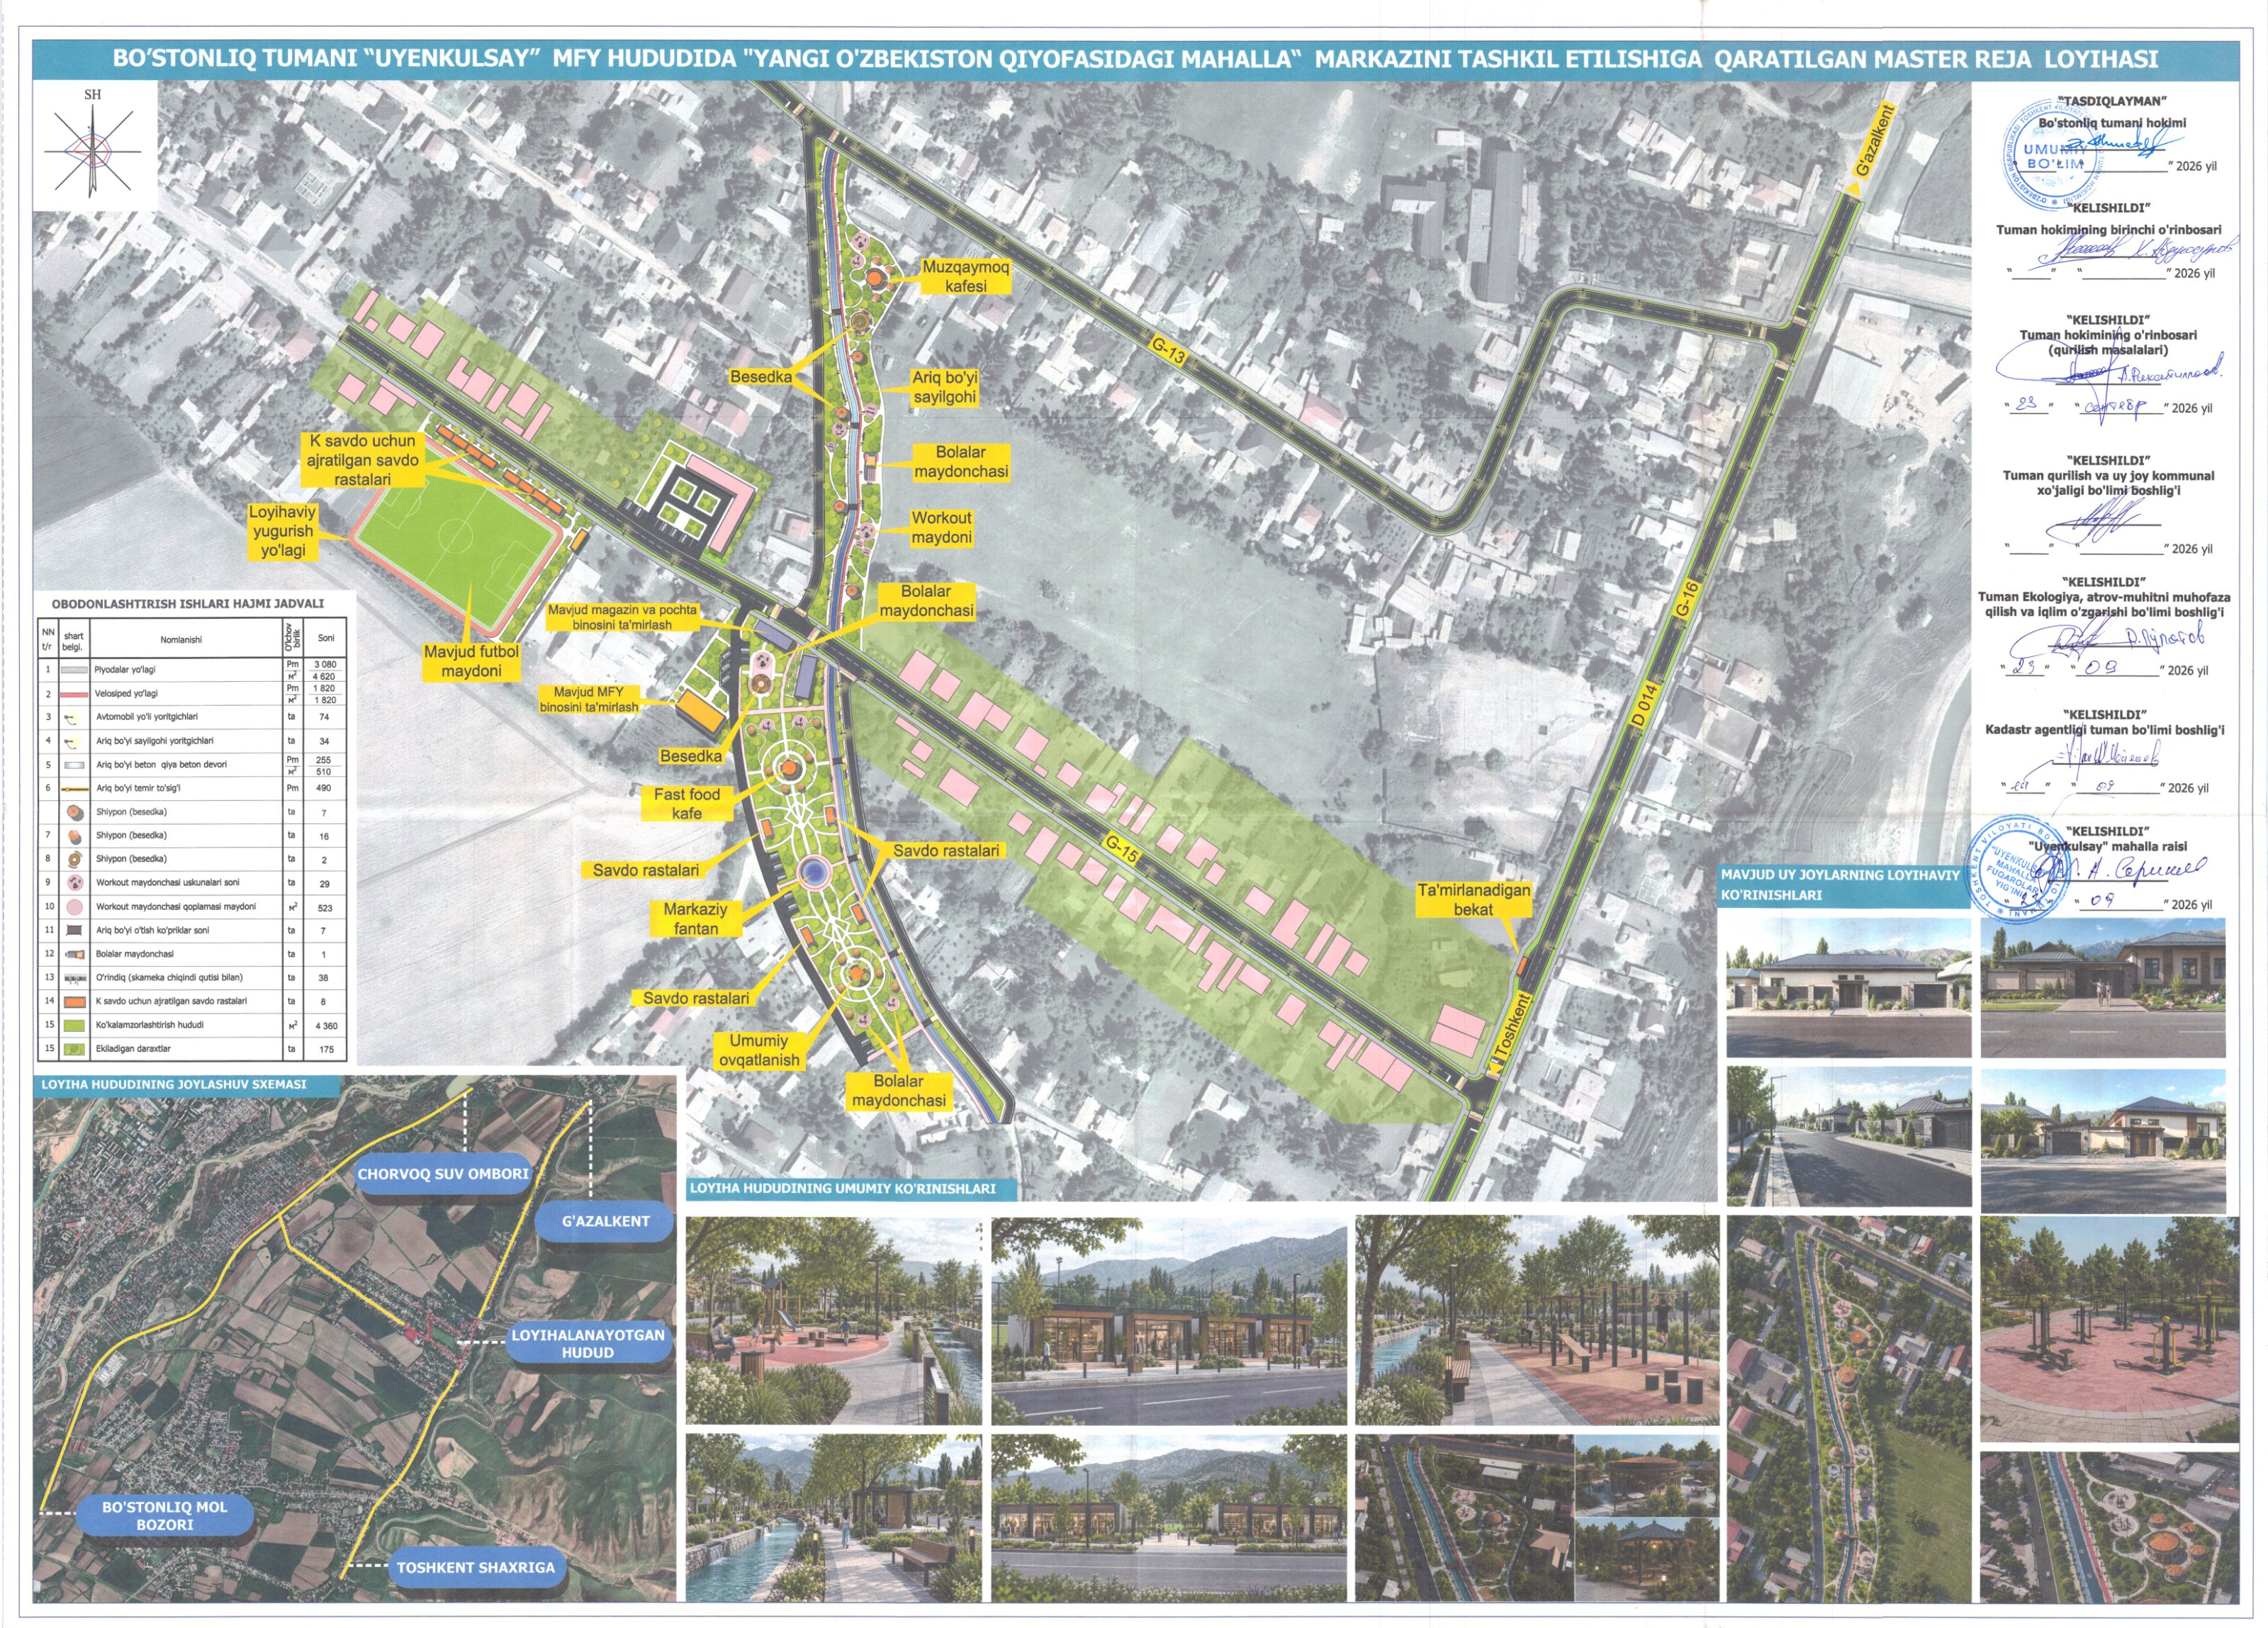 BO'STONLIQ TUMANI “UYENKULSAY” MFY HUDUDIDA "YANGI O'ZBEKISTON QIYOFASIDAGI MAHALLA“ MARKAZINI TASHKIL ETILISHIGA QARATILGAN MASTER REJA LOYIHASI
SH
“TASDIQLAYMAN”
Bo'stonliq tumani hokimi
UMUMIY
BO'LIM
” 2026 yil
“KELISHILDI”
Tuman hokimining birinchi o'rinbosari
“ ” “ ” 2026 yil
“KELISHILDI”
Tuman hokimining o'rinbosari
(qurilish masalalari)
“ 23 ” “ сентябр ” 2026 yil
“KELISHILDI”
Tuman qurilish va uy joy kommunal
xo'jaligi bo'limi boshlig'i
“ ” “ ” 2026 yil
“KELISHILDI”
Tuman Ekologiya, atrov-muhitni muhofaza
qilish va iqlim o'zgarishi bo'limi boshlig'i
“ 23 ” “ 09 ” 2026 yil
“KELISHILDI”
Kadastr agentligi tuman bo'limi boshlig'i
“ ” “ 09 ” 2026 yil
“KELISHILDI”
"Uyenkulsay" mahalla raisi
"UYENKULSAY"
MAHALLA
FUQAROLAR
YIG'INI
“ 23 ” “ 09 ” 2026 yil
G'azalkent
Muzqaymoq
kafesi
G-13
Besedka
Ariq bo'yi
sayilgohi
K savdo uchun
ajratilgan savdo
rastalari
Bolalar
maydonchasi
Loyihaviy
yugurish
yo'lagi
Workout
maydoni
Bolalar
maydonchasi
G-16
Mavjud magazin va pochta
binosini ta'mirlash
Mavjud futbol
maydoni
Mavjud MFY
binosini ta'mirlash
D 014
Besedka
Fast food
kafe
Savdo rastalari
G-15
Savdo rastalari
Ta'mirlanadigan
bekat
Markaziy
fantan
Savdo rastalari
Toshkent
Umumiy
ovqatlanish
Bolalar
maydonchasi
OBODONLASHTIRISH ISHLARI HAJMI JADVALI
NN t/r shart belgi. Nomlanishi O'lchov birlik Soni
1 Piyodalar yo'lagi Pm 3 080
м² 4 620
2 Velosiped yo'lagi Pm 1 820
м² 1 820
3 Avtomobil yo'li yoritgichlari ta 74
4 Ariq bo'yi sayilgohi yoritgichlari ta 34
5 Ariq bo'yi beton qiya beton devori Pm 255
м² 510
6 Ariq bo'yi temir to'sig'i Pm 490
Shiypon (besedka) ta 7
7 Shiypon (besedka) ta 16
8 Shiypon (besedka) ta 2
9 Workout maydonchasi uskunalari soni ta 29
10 Workout maydonchasi qoplamasi maydoni м² 523
11 Ariq bo'yi o'tish ko'priklar soni ta 7
12 Bolalar maydonchasi ta 1
13 O'rindiq (skameka chiqindi qutisi bilan) ta 38
14 K savdo uchun ajratilgan savdo rastalari ta 8
15 Ko'kalamzorlashtirish hududi м² 4 360
15 Ekiladigan daraxtlar ta 175
LOYIHA HUDUDINING JOYLASHUV SXEMASI
CHORVOQ SUV OMBORI
G'AZALKENT
LOYIHALANAYOTGAN
HUDUD
BO'STONLIQ MOL
BOZORI
TOSHKENT SHAXRIGA
LOYIHA HUDUDINING UMUMIY KO'RINISHLARI
MAVJUD UY JOYLARNING LOYIHAVIY
KO'RINISHLARI